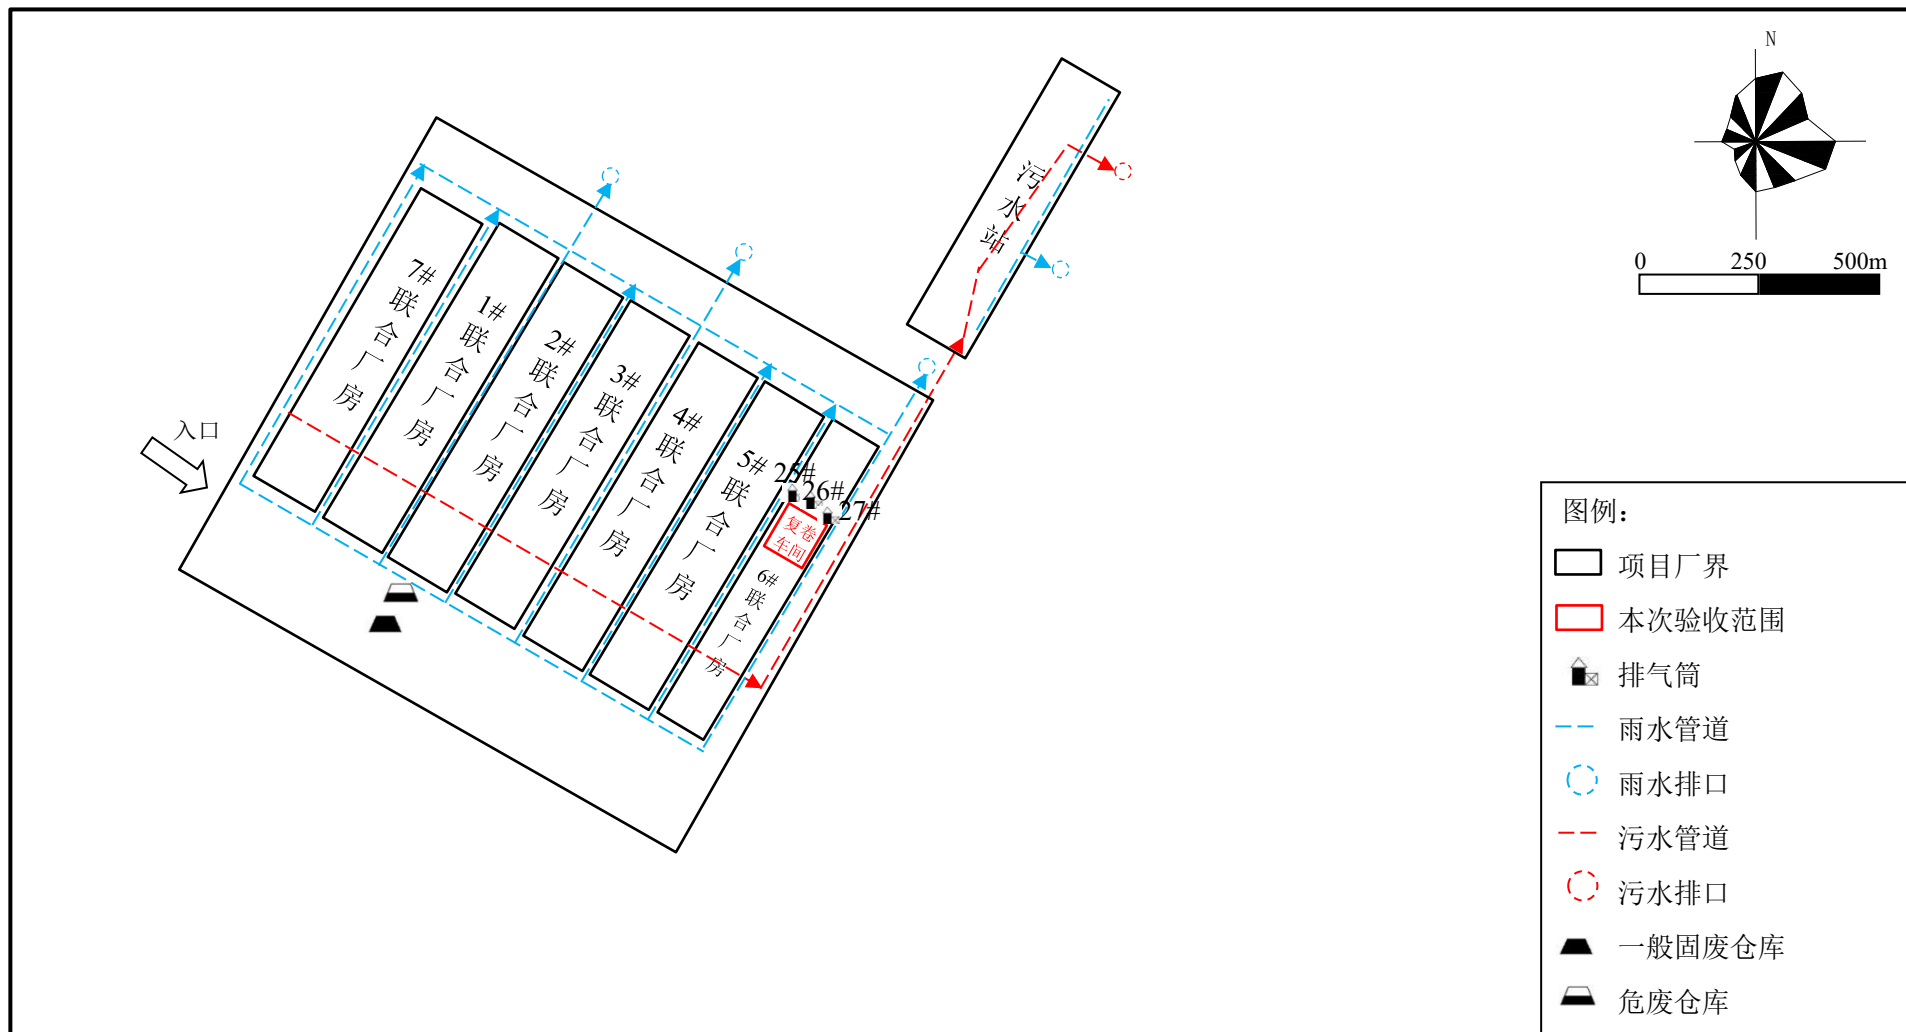 N
0 250 500m
污水站
7#联合厂房
1#联合厂房
2#联合厂房
3#联合厂房
4#联合厂房
5#联合厂房
6#联合厂房
25#
26#
27#
复卷
车间
入口
图例：
项目厂界
本次验收范围
排气筒
雨水管道
雨水排口
污水管道
污水排口
一般固废仓库
危废仓库